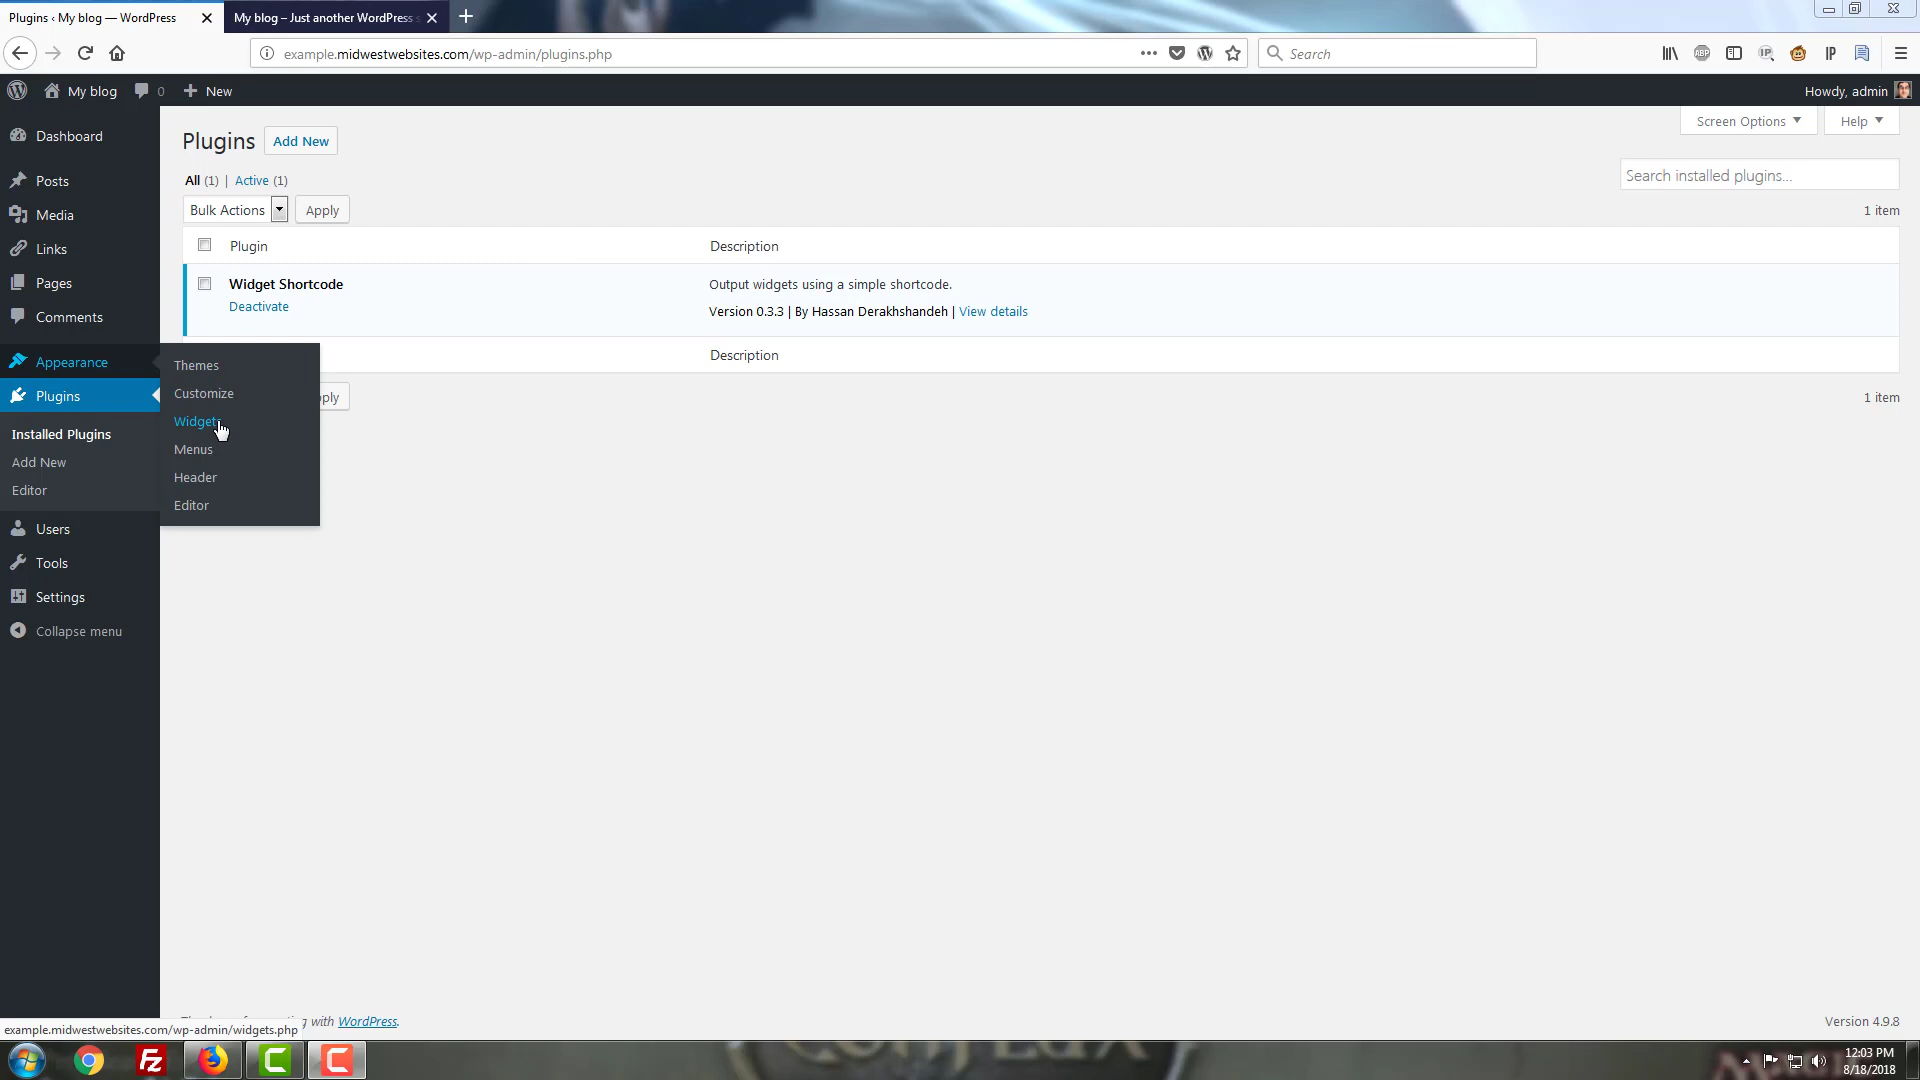 Plugins ‹ My blog — WordPress
My blog – Just another WordPress s
example.midwestwebsites.com/wp-admin/plugins.php
Search
ABP
IP
IP
My blog
0
New
Howdy, admin
Dashboard
Posts
Media
Links
Pages
Comments
Appearance
Plugins
Installed Plugins
Add New
Editor
Users
Tools
Settings
Collapse menu
Themes
Customize
Widgets
Menus
Header
Editor
Plugins
Add New
Screen Options
Help
All (1) | Active (1)
Search installed plugins...
Bulk Actions
Apply
1 item
Plugin
Description
Widget Shortcode
Deactivate
Output widgets using a simple shortcode.
Version 0.3.3 | By Hassan Derakhshandeh | View details
Description
ply
1 item
with WordPress.
Version 4.9.8
example.midwestwebsites.com/wp-admin/widgets.php
Fz
C
C
12:03 PM
8/18/2018